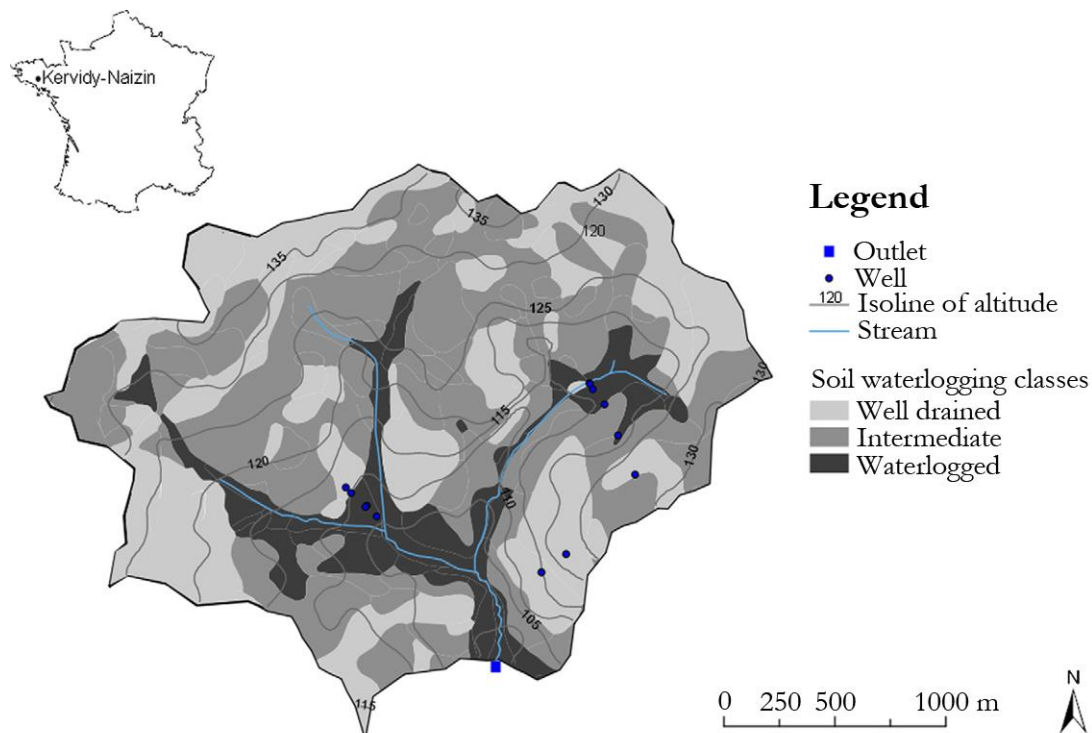 Kervidy-Naizin
130
135
120
135
125
130
115
120
130
110
105
115
Legend
Outlet
Well
120 Isoline of altitude
Stream
Soil waterlogging classes
Well drained
Intermediate
Waterlogged
N
0 250 500 1000 m